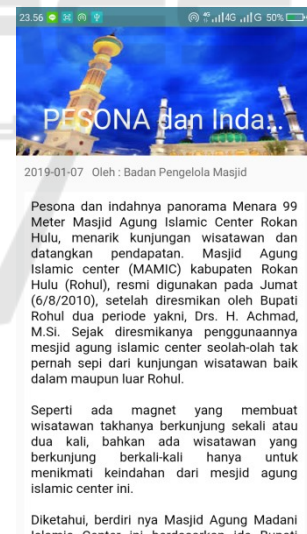 23.56 4G G 50%
PESONA dan Inda...
2019-01-07 Oleh : Badan Pengelola Masjid
Pesona dan indahnya panorama Menara 99
Meter Masjid Agung Islamic Center Rokan
Hulu, menarik kunjungan wisatawan dan
datangkan pendapatan. Masjid Agung
Islamic center (MAMIC) kabupaten Rokan
Hulu (Rohul), resmi digunakan pada Jumat
(6/8/2010), setelah diresmikan oleh Bupati
Rohul dua periode yakni, Drs. H. Achmad,
M.Si. Sejak diresmikanya penggunaannya
mesjid agung islamic center seolah-olah tak
pernah sepi dari kunjungan wisatawan baik
dalam maupun luar Rohul.
Seperti ada magnet yang membuat
wisatawan takhanya berkunjung sekali atau
dua kali, bahkan ada wisatawan yang
berkunjung berkali-kali hanya untuk
menikmati keindahan dari mesjid agung
islamic center ini.
Diketahui, berdiri nya Masjid Agung Madani
Islamic Center ini berdasarkan ide Bupati